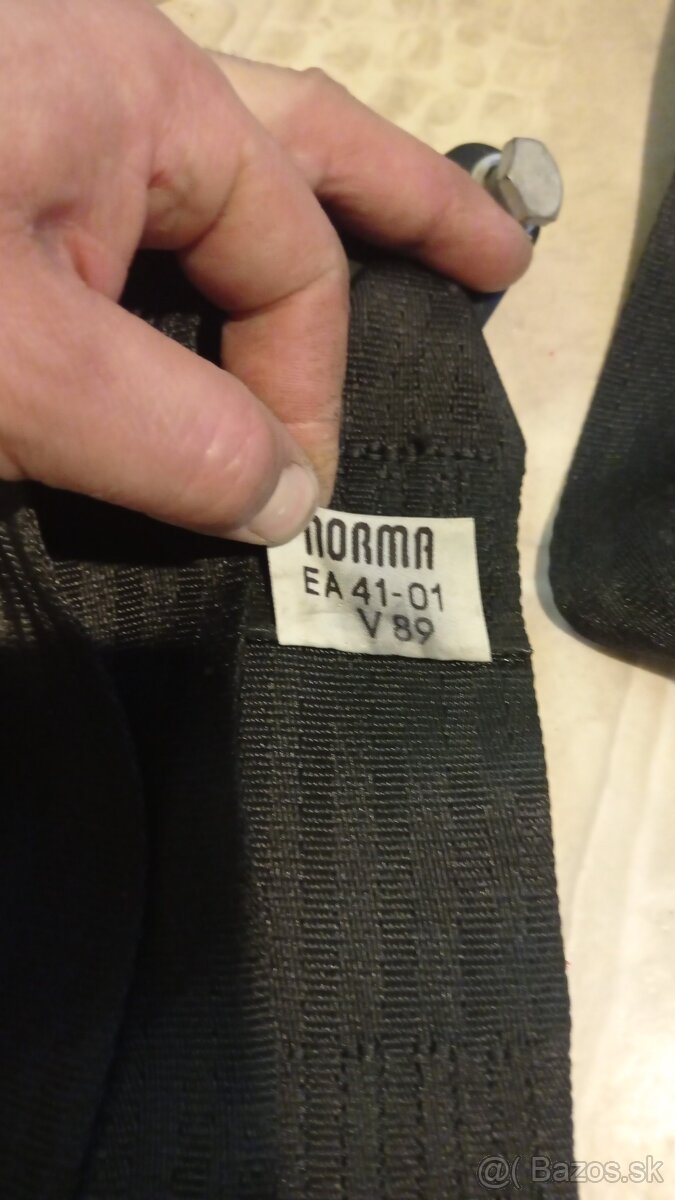 NORMA
EA 41-01
V 89
@( Bazos.sk